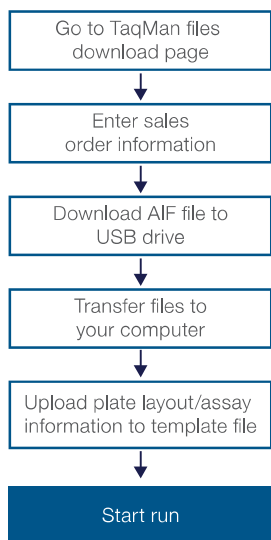 Go to TaqMan files
download page
Enter sales
order information
Download AIF file to
USB drive
Transfer files to
your computer
Upload plate layout/assay
information to template file
Start run